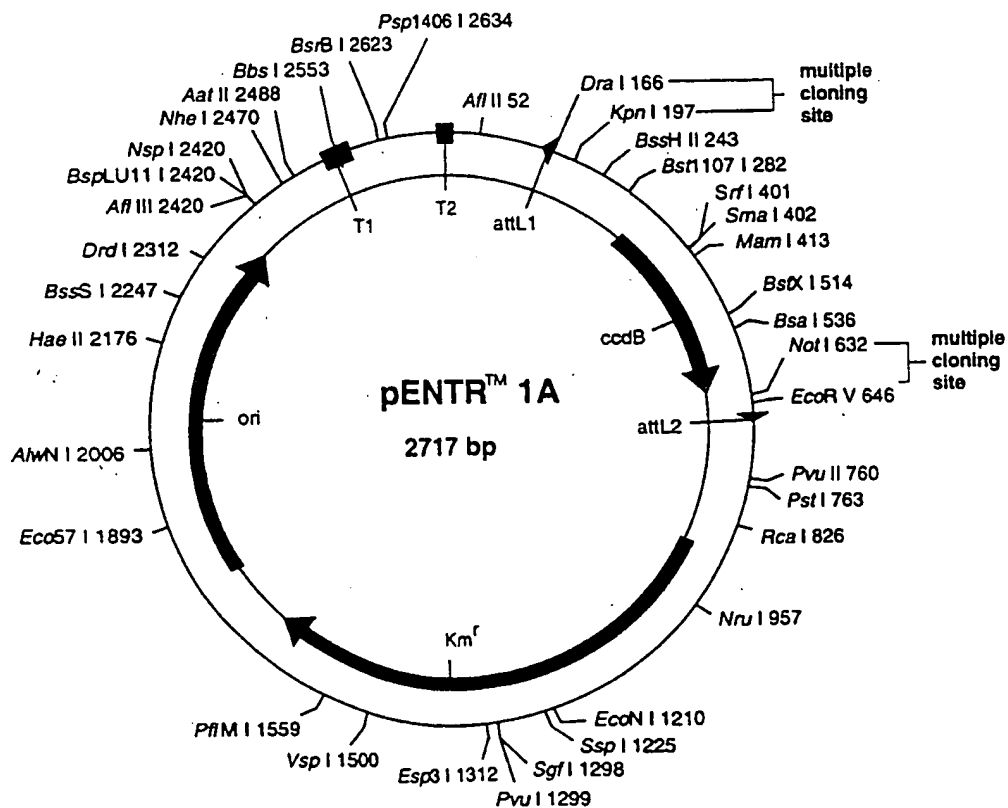 Psp1406 I 2634
BsrB I 2623
Bbs I 2553
Aat II 2488
Nhe I 2470
Nsp I 2420
BspLU11 I 2420
Afl III 2420
Drd I 2312
BssS I 2247
Hae II 2176
AlwN I 2006
Eco57 I 1893
Afl II 52
Dra I 166
Kpn I 197
multiple
cloning
site
BssH II 243
Bst1107 I 282
Srf I 401
Sma I 402
Mam I 413
BstX I 514
Bsa I 536
Not I 632
EcoR V 646
multiple
cloning
site
Pvu II 760
Pst I 763
Rca I 826
Nru I 957
EcoN I 1210
Ssp I 1225
Sgf I 1298
Pvu I 1299
Esp3 I 1312
Vsp I 1500
PflM I 1559
T1
T2
attL1
ccdB
attL2
ori
Kmr
pENTR™ 1A
2717 bp